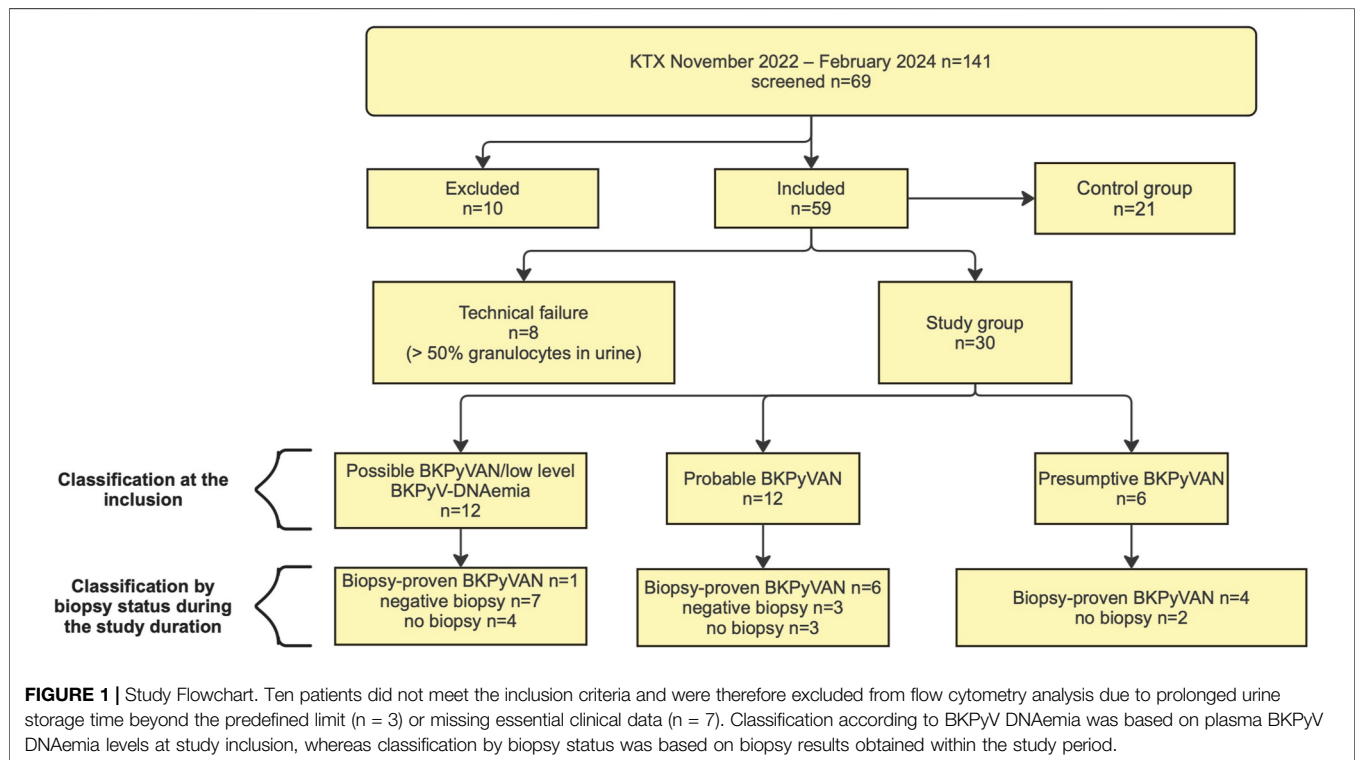 KTX November 2022 – February 2024 n=141
screened n=69
Excluded
n=10
Included
n=59
Control group
n=21
Technical failure
n=8
(> 50% granulocytes in urine)
Study group
n=30
Classification at the
inclusion
Possible BKPyVAN/low level
BKPyV-DNAemia
n=12
Probable BKPyVAN
n=12
Presumptive BKPyVAN
n=6
Classification by
biopsy status during
the study duration
Biopsy-proven BKPyVAN n=1
negative biopsy n=7
no biopsy n=4
Biopsy-proven BKPyVAN n=6
negative biopsy n=3
no biopsy n=3
Biopsy-proven BKPyVAN n=4
no biopsy n=2
FIGURE 1 | Study Flowchart. Ten patients did not meet the inclusion criteria and were therefore excluded from flow cytometry analysis due to prolonged urine
storage time beyond the predefined limit (n = 3) or missing essential clinical data (n = 7). Classification according to BKPyV DNAemia was based on plasma BKPyV
DNAemia levels at study inclusion, whereas classification by biopsy status was based on biopsy results obtained within the study period.